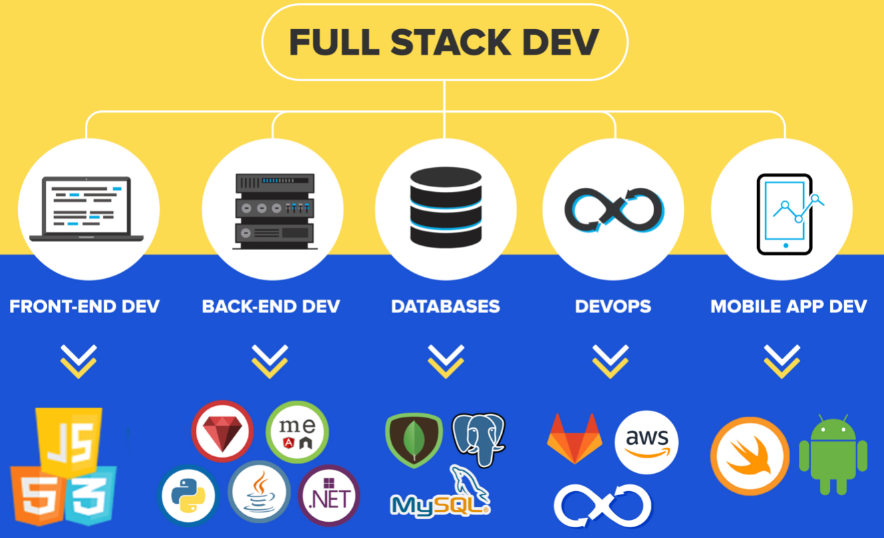 FULL STACK DEV
FRONT-END DEV
BACK-END DEV
DATABASES
DEVOPS
MOBILE APP DEV
JS
5
3
me
A
.NET
MySQL®
aws